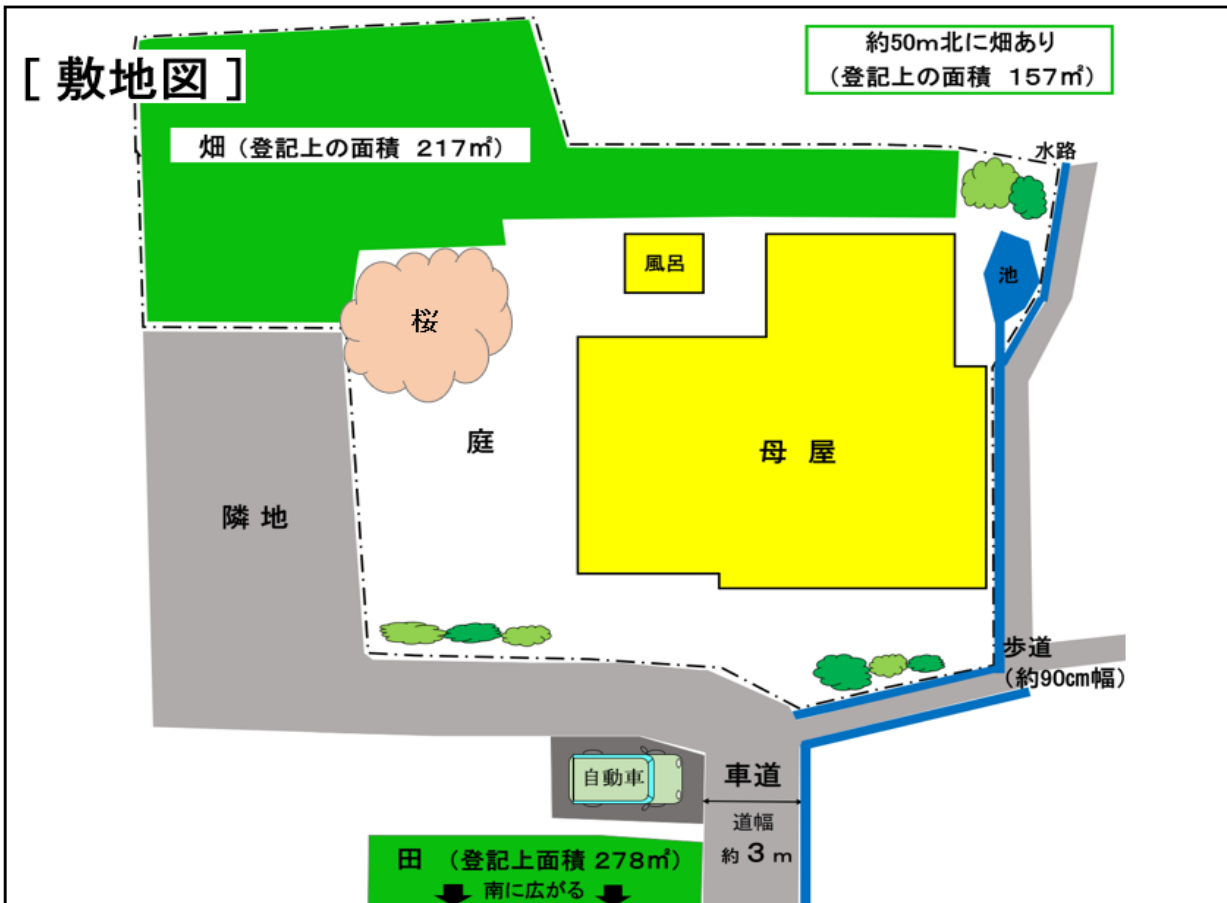 [ 敷地図 ]
約50m北に畑あり
(登記上の面積 157㎡)
畑 (登記上の面積 217㎡)
水路
風呂
池
桜
庭
母 屋
隣 地
歩道
(約90cm幅)
自動車
車道
道幅
約 3 m
田 (登記上面積 278㎡)
南に広がる